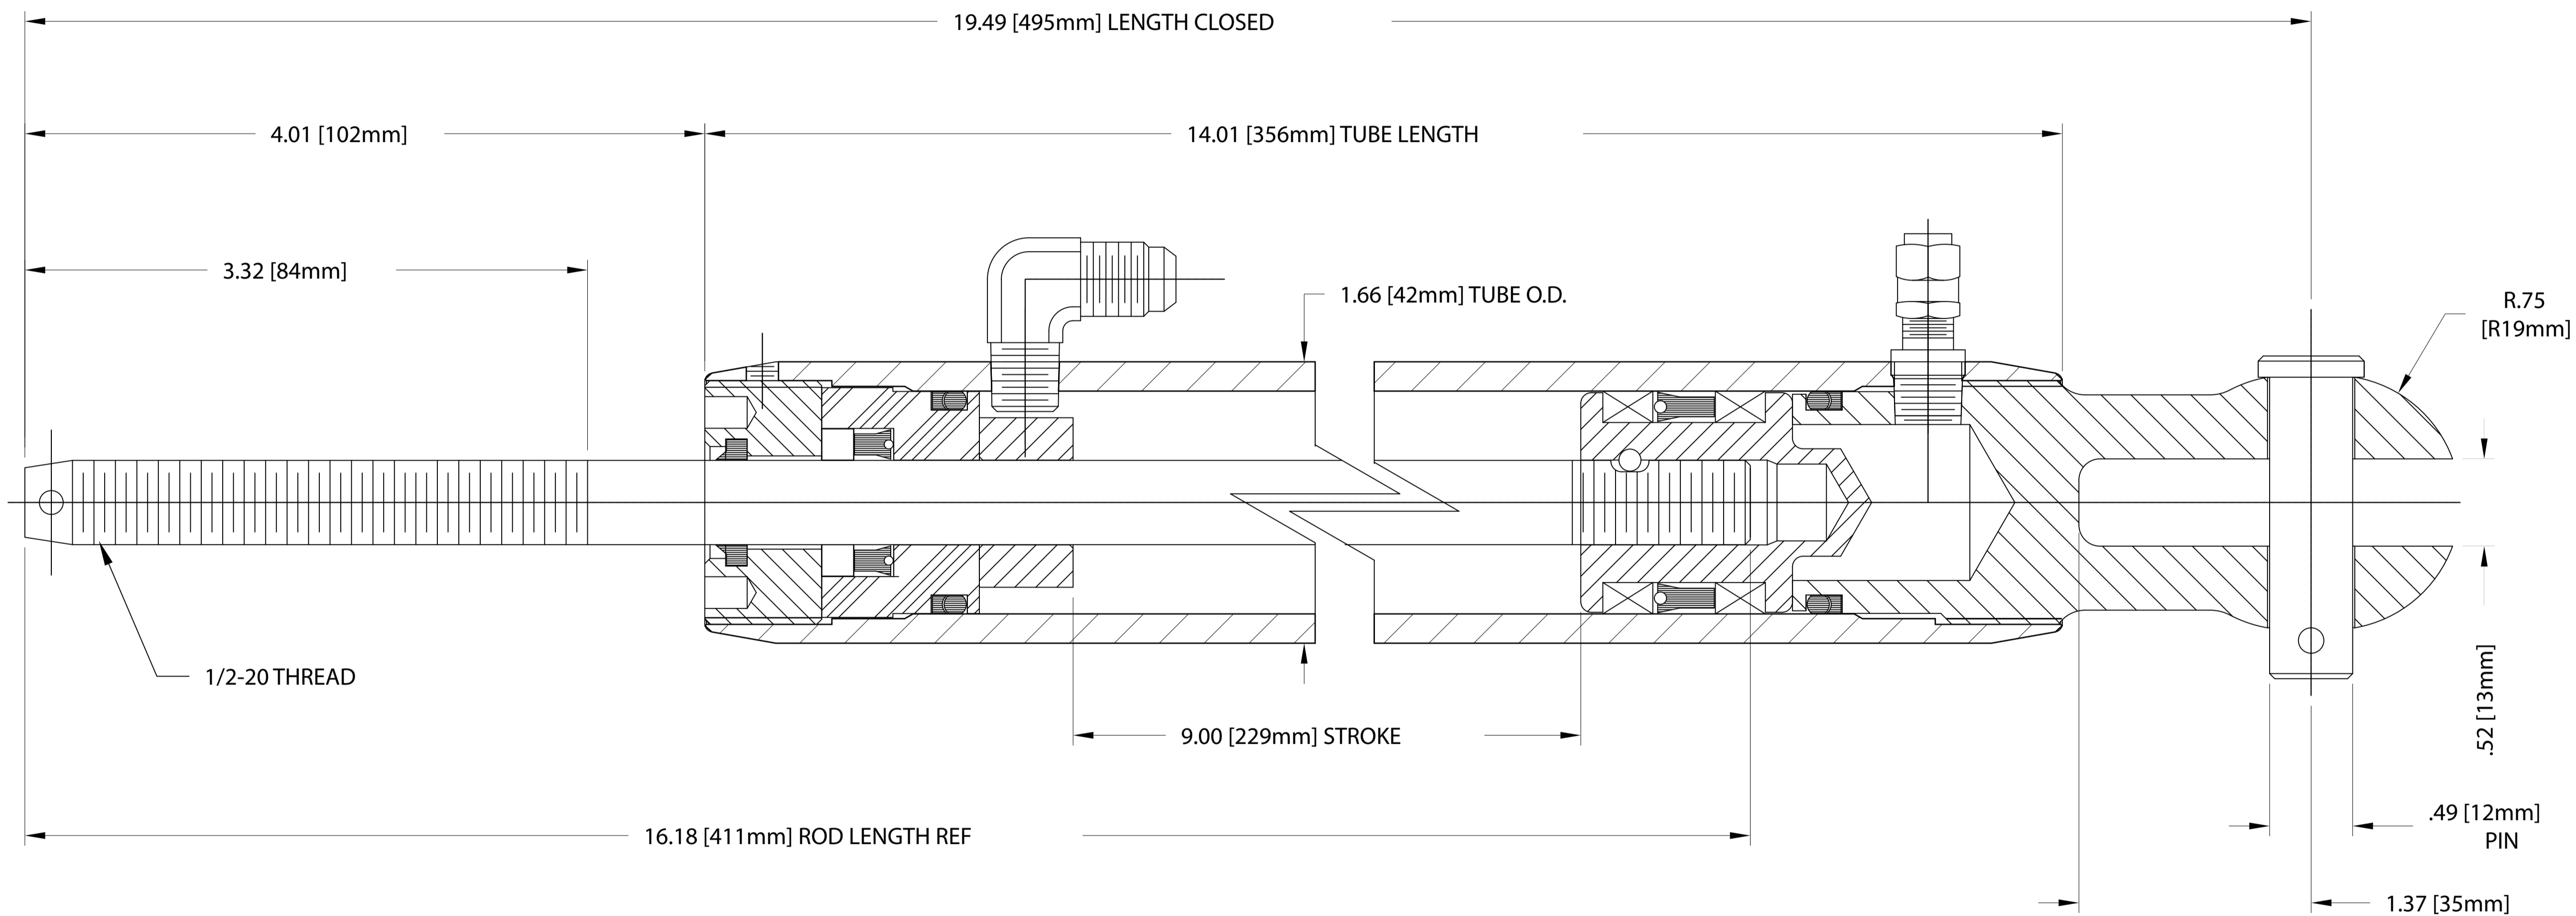 19.49 [495mm] LENGTH CLOSED
4.01 [102mm]
14.01 [356mm] TUBE LENGTH
3.32 [84mm]
1.66 [42mm] TUBE O.D.
R.75
[R19mm]
1/2-20 THREAD
.52 [13mm]
9.00 [229mm] STROKE
16.18 [411mm] ROD LENGTH REF
.49 [12mm]
PIN
1.37 [35mm]